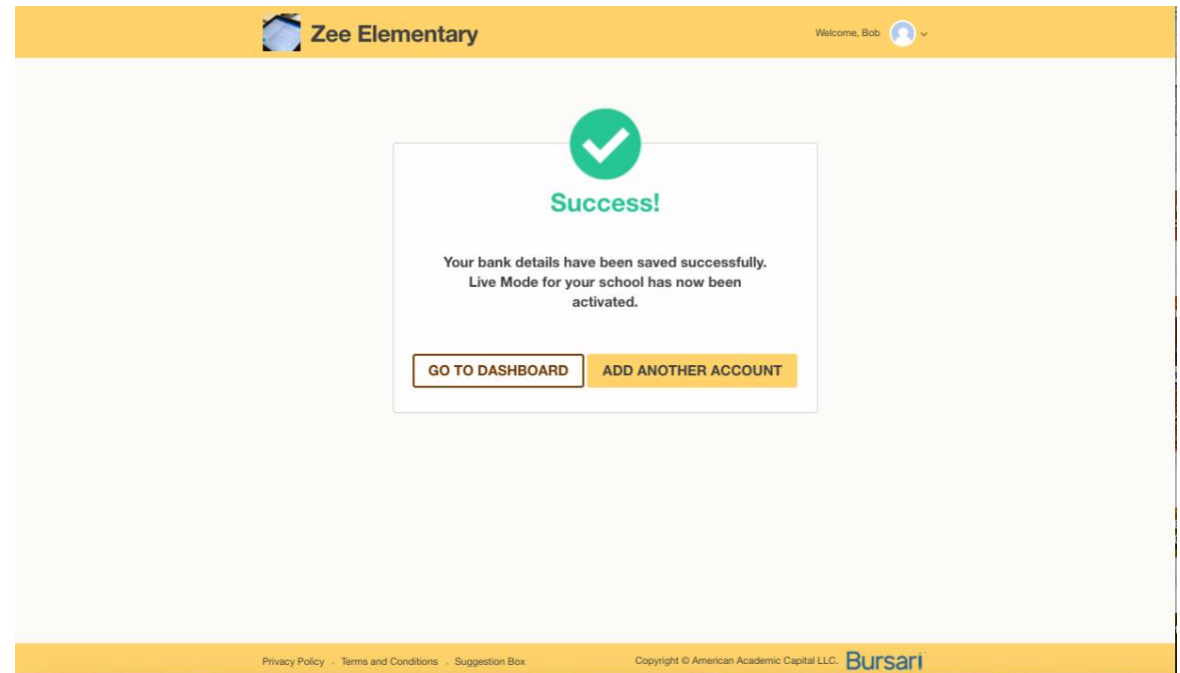 Zee Elementary
Welcome, Bob
Success!
Your bank details have been saved successfully.
Live Mode for your school has now been
activated.
GO TO DASHBOARD
ADD ANOTHER ACCOUNT
Privacy Policy . Terms and Conditions . Suggestion Box
Copyright © American Academic Capital LLC. Bursari